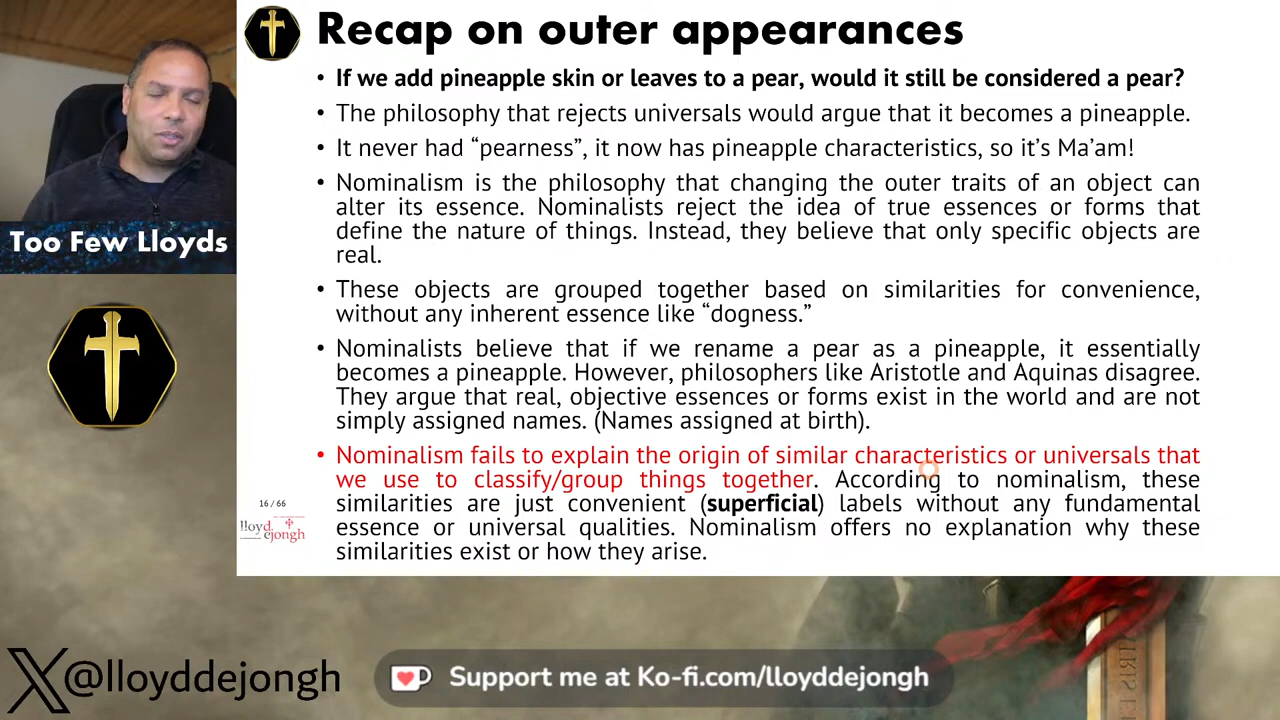 Recap on outer appearances
• If we add pineapple skin or leaves to a pear, would it still be considered a pear?
• The philosophy that rejects universals would argue that it becomes a pineapple.
• It never had “pearness”, it now has pineapple characteristics, so it’s Ma’am!
• Nominalism is the philosophy that changing the outer traits of an object can
alter its essence. Nominalists reject the idea of true essences or forms that
define the nature of things. Instead, they believe that only specific objects are
real.
• These objects are grouped together based on similarities for convenience,
without any inherent essence like “dogness.”
• Nominalists believe that if we rename a pear as a pineapple, it essentially
becomes a pineapple. However, philosophers like Aristotle and Aquinas disagree.
They argue that real, objective essences or forms exist in the world and are not
simply assigned names. (Names assigned at birth).
• Nominalism fails to explain the origin of similar characteristics or universals that
we use to classify/group things together. According to nominalism, these
similarities are just convenient (superficial) labels without any fundamental
essence or universal qualities. Nominalism offers no explanation why these
similarities exist or how they arise.
Too Few Lloyds
16 / 66
lloyd
dejongh
X@lloyddejongh
Support me at Ko-fi.com/lloyddejongh